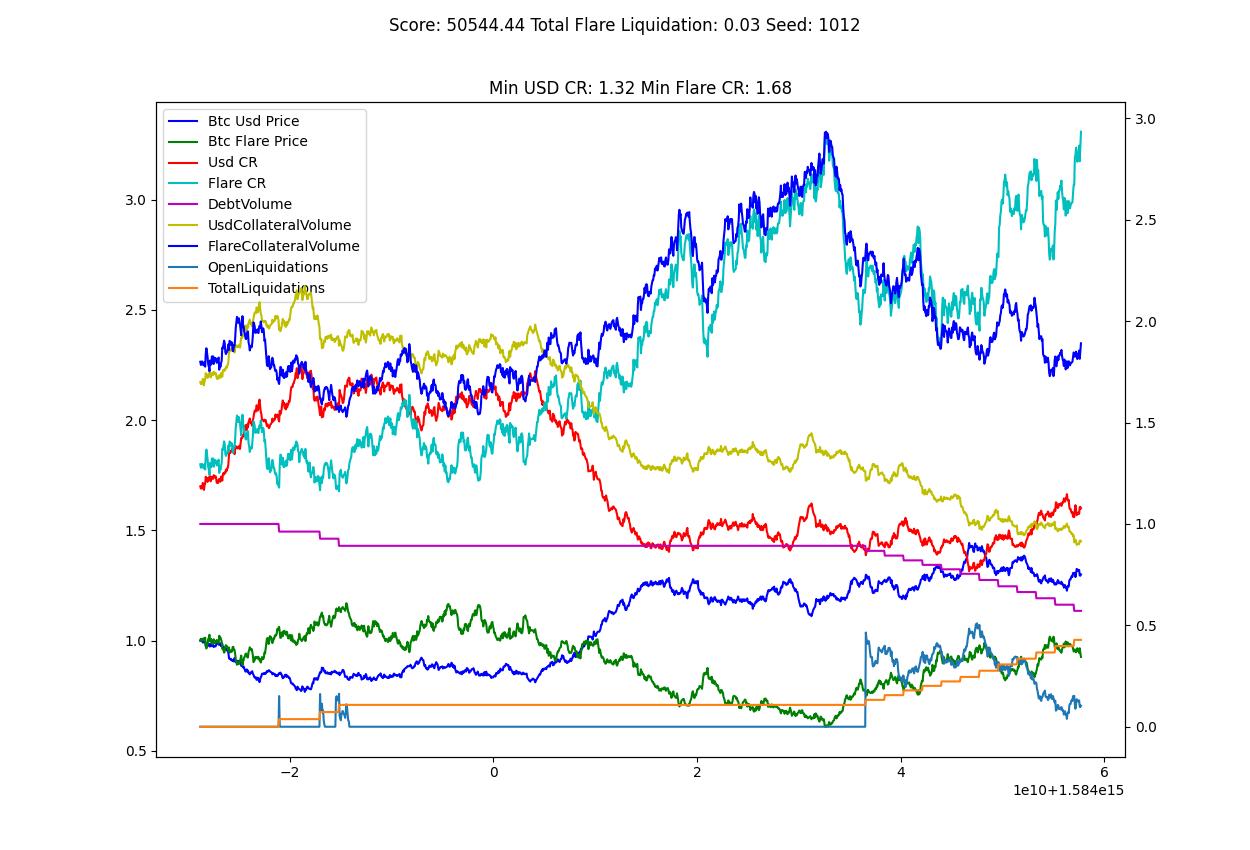 Score: 50544.44 Total Flare Liquidation: 0.03 Seed: 1012
Min USD CR: 1.32 Min Flare CR: 1.68
Btc Usd Price
Btc Flare Price
Usd CR
Flare CR
DebtVolume
UsdCollateralVolume
FlareCollateralVolume
OpenLiquidations
TotalLiquidations
3.0
2.5
2.0
1.5
1.0
0.5
3.0
2.5
2.0
1.5
1.0
0.5
0.0
−2 0 2 4 6
1e10+1.584e15